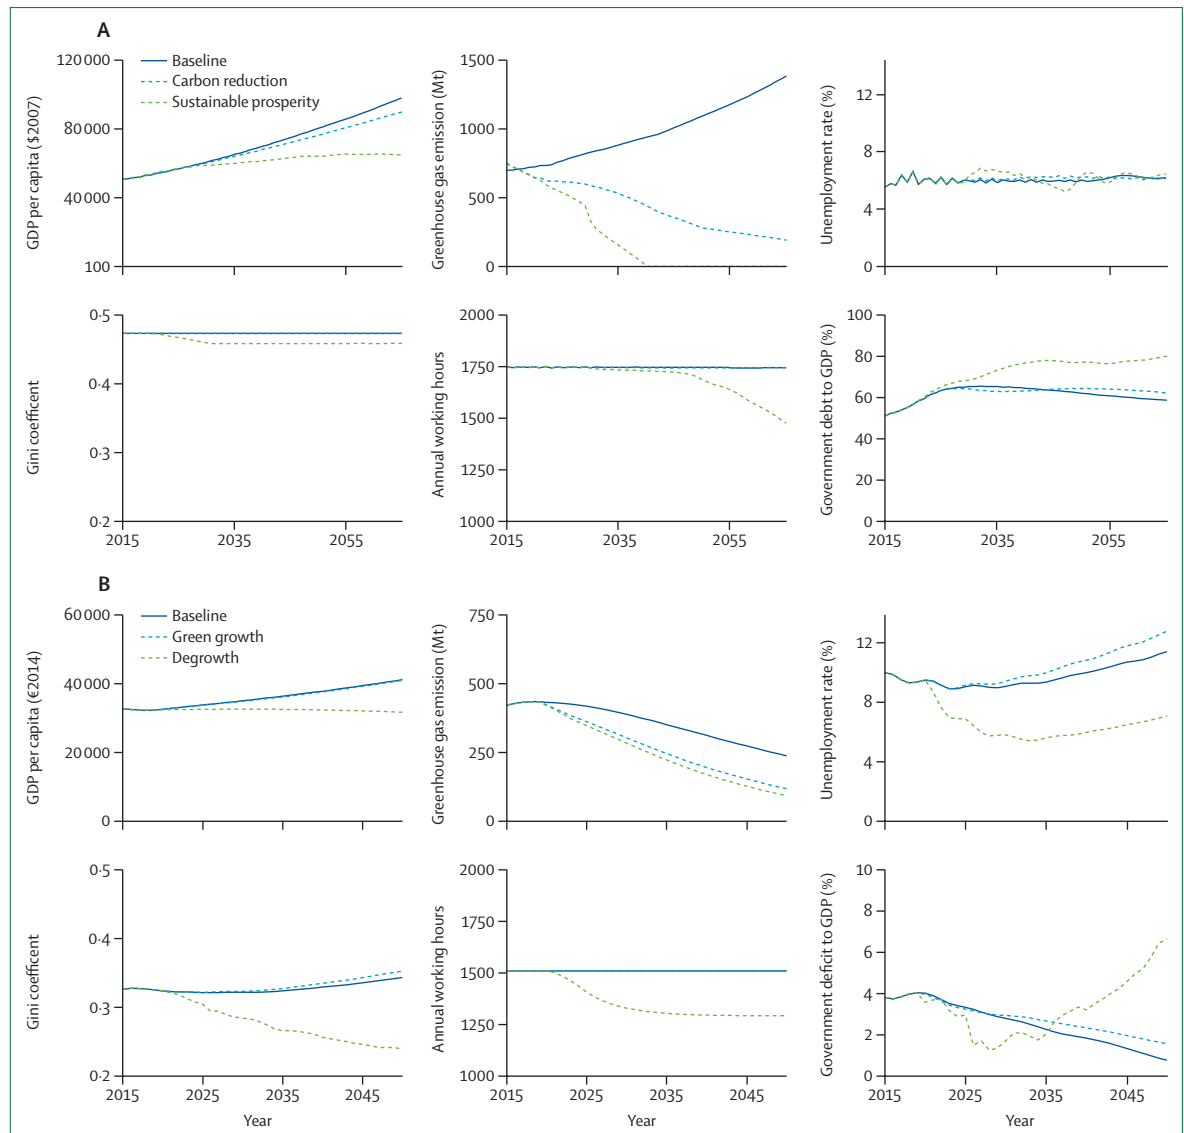 A
GDP per capita ($2007)
120 000
80 000
40 000
100
Baseline
Carbon reduction
Sustainable prosperity
Greenhouse gas emission (Mt)
1500
1000
500
0
Unemployment rate (%)
12
8
4
0
Gini coefficent
0·5
0·4
0·3
0·2
2015 2035 2055
Annual working hours
2000
1750
1500
1250
1000
2015 2035 2055
Government debt to GDP (%)
100
80
60
40
20
0
2015 2035 2055
B
GDP per capita (€2014)
60 000
40 000
20 000
0
Baseline
Green growth
Degrowth
Greenhouse gas emission (Mt)
750
500
250
0
Unemployment rate (%)
12
8
4
0
Gini coefficent
0·5
0·4
0·3
0·2
2015 2025 2035 2045
Year
Annual working hours
2000
1750
1500
1250
1000
2015 2025 2035 2045
Year
Government deficit to GDP (%)
10
8
6
4
2
0
2015 2025 2035 2045
Year